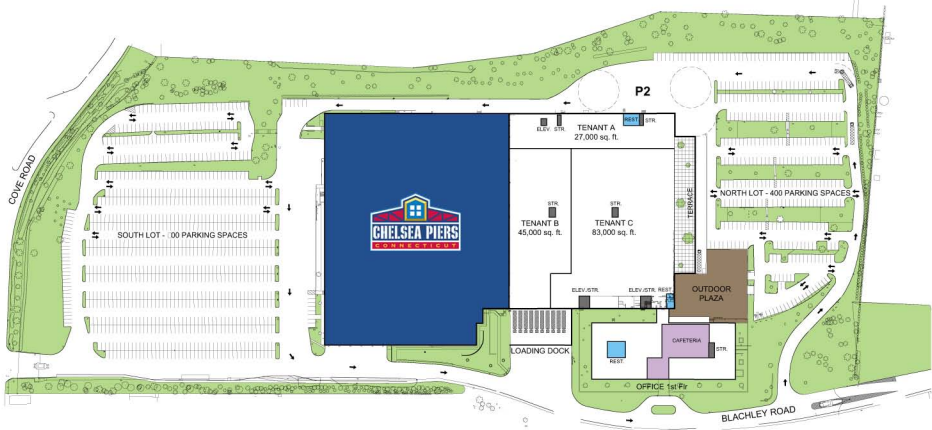 P2
ELEV.
STR.
REST.
STR.
TENANT A
27,000 sq. ft.
COVE ROAD
SOUTH LOT - 00 PARKING SPACES
CHELSEA PIERS
CONNECTICUT
STR.
TENANT B
45,000 sq. ft.
STR.
TENANT C
83,000 sq. ft.
TERRACE
NORTH LOT - 400 PARKING SPACES
ELEV./STR.
ELEV./STR.
REST.
OUTDOOR
PLAZA
LOADING DOCK
CAFETERIA
STR.
REST.
OFFICE 1st Flr
BLACHLEY ROAD